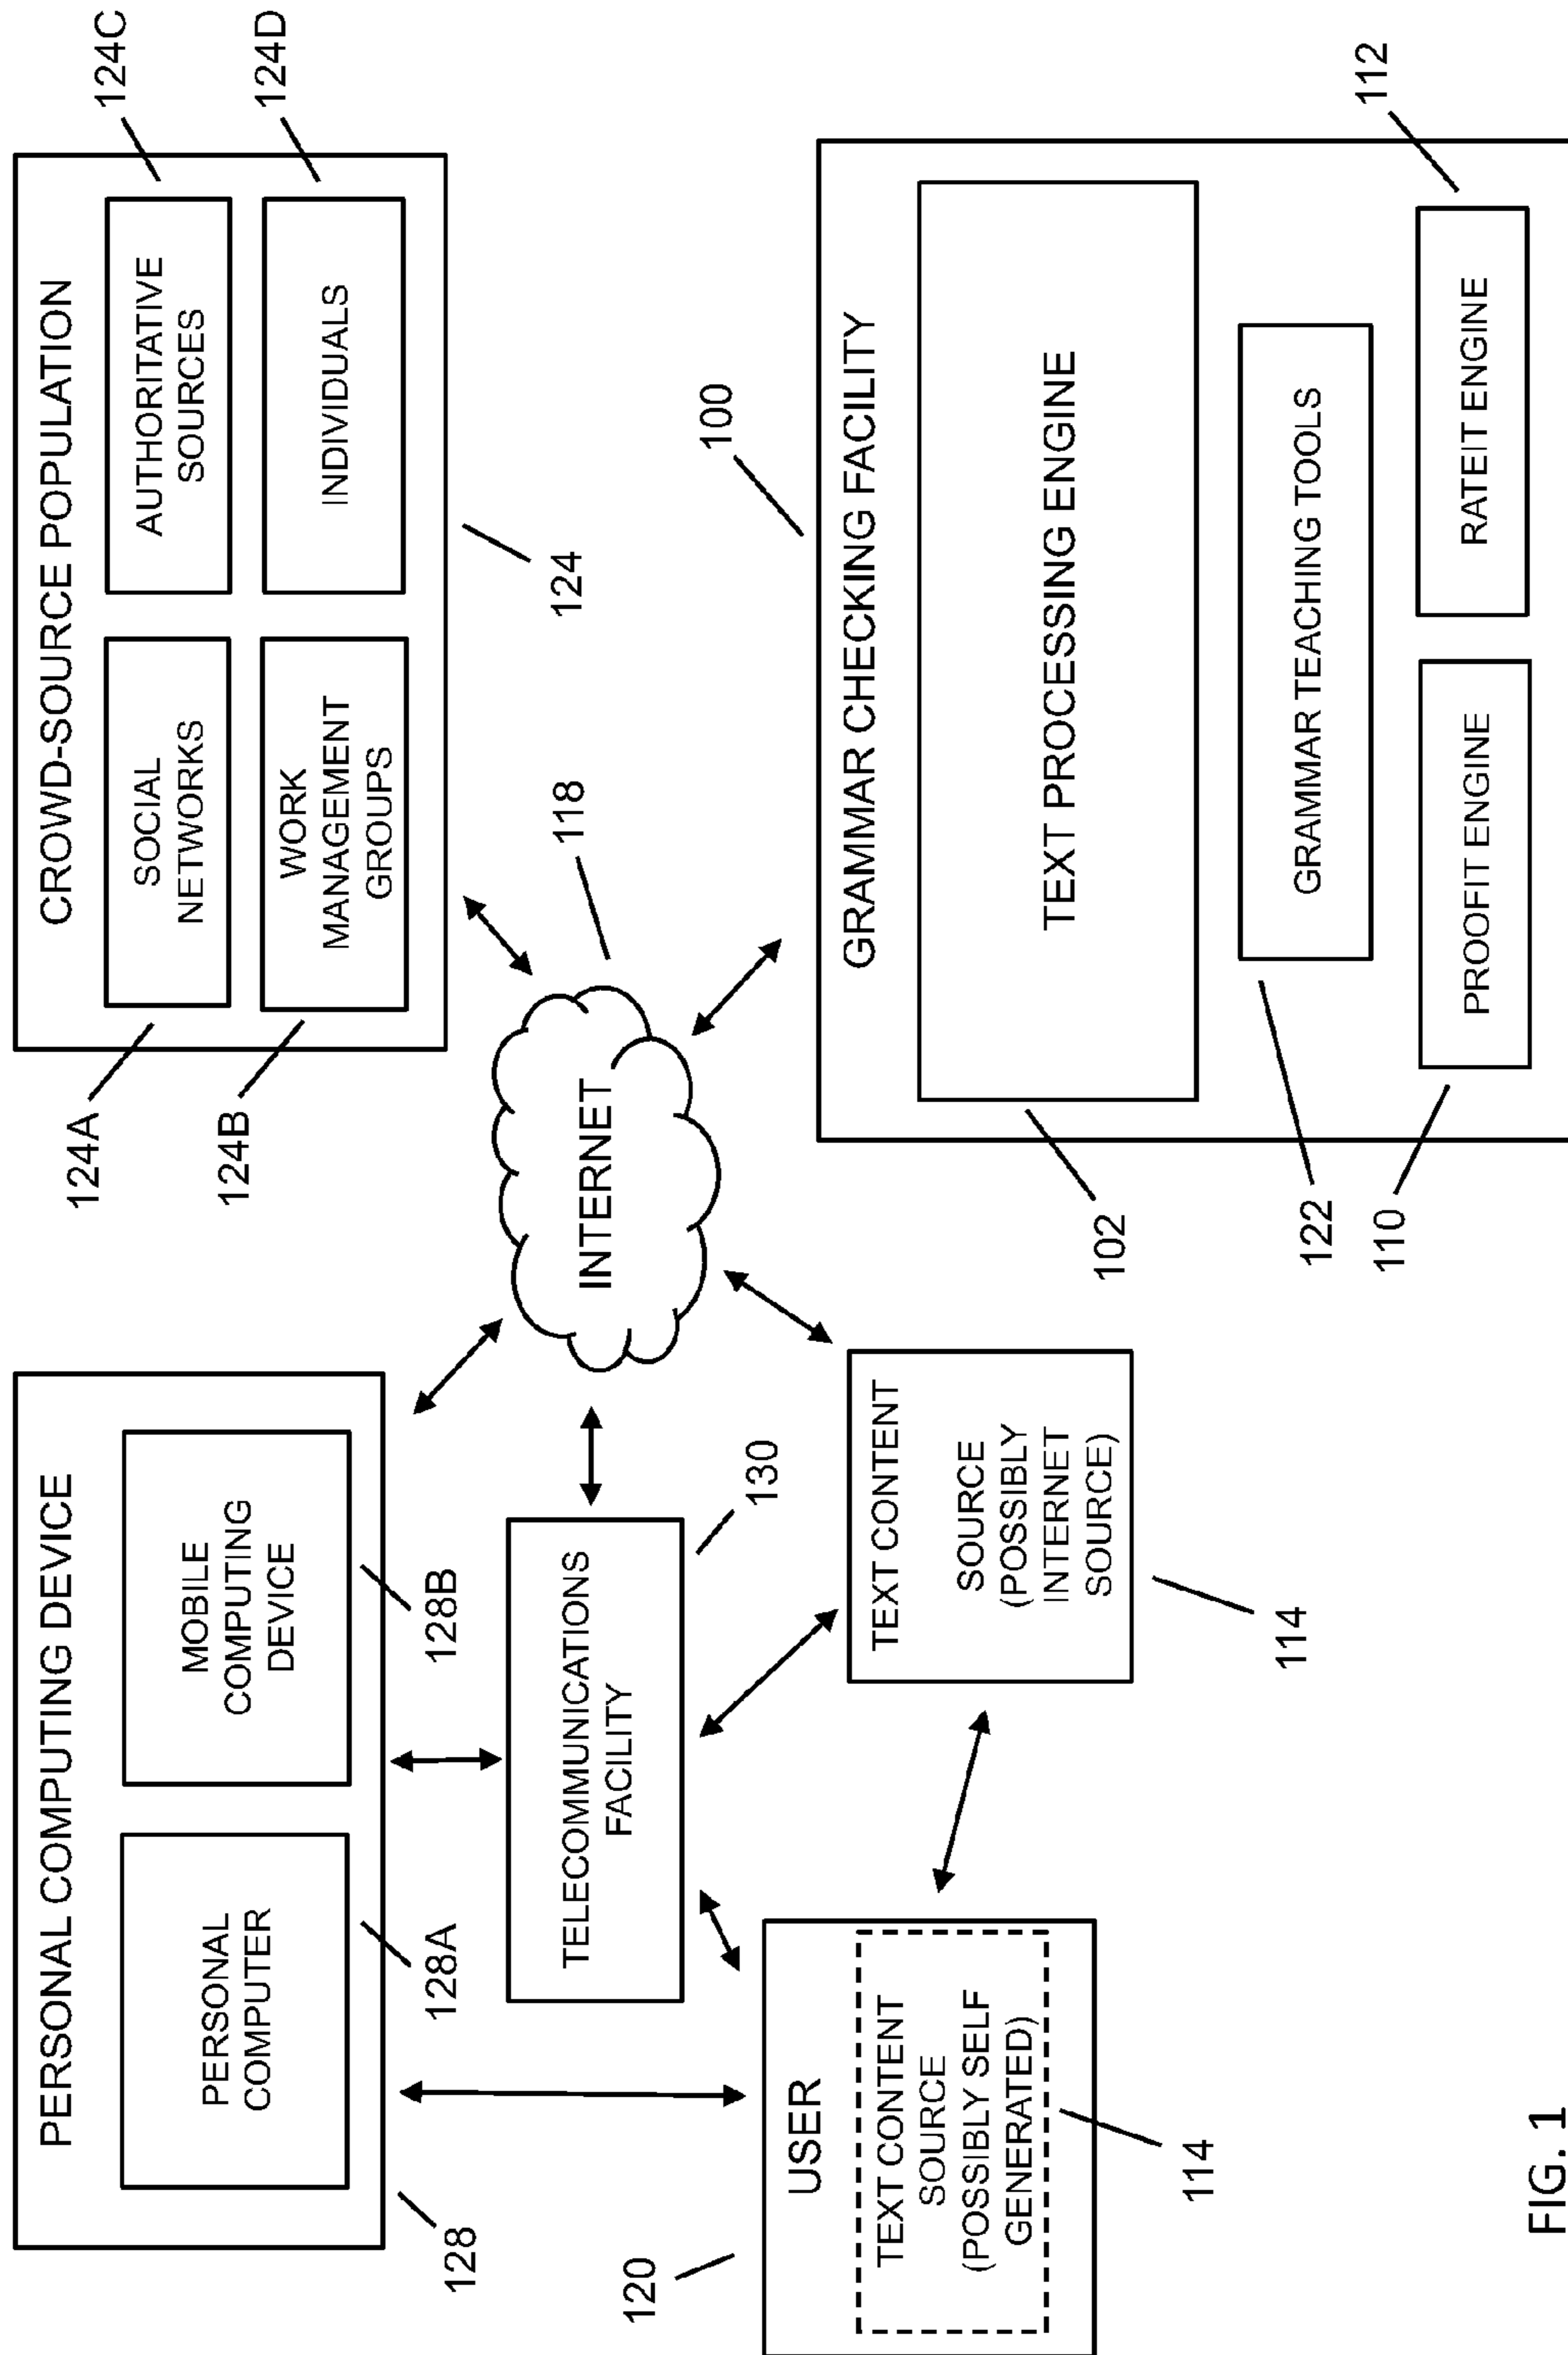 PERSONAL COMPUTING DEVICE
PERSONAL
COMPUTER
MOBILE
COMPUTING
DEVICE
128
128A
128B
CROWD-SOURCE POPULATION
SOCIAL
NETWORKS
AUTHORITATIVE
SOURCES
WORK
MANAGEMENT
GROUPS
INDIVIDUALS
124A
124B
124C
124D
124
TELECOMMUNICATIONS
FACILITY
130
INTERNET
118
USER
TEXT CONTENT
SOURCE
(POSSIBLY SELF
GENERATED)
120
114
TEXT CONTENT
SOURCE
(POSSIBLY
INTERNET
SOURCE)
114
GRAMMAR CHECKING FACILITY
100
TEXT PROCESSING ENGINE
102
GRAMMAR TEACHING TOOLS
122
PROOFIT ENGINE
110
RATEIT ENGINE
112
FIG. 1